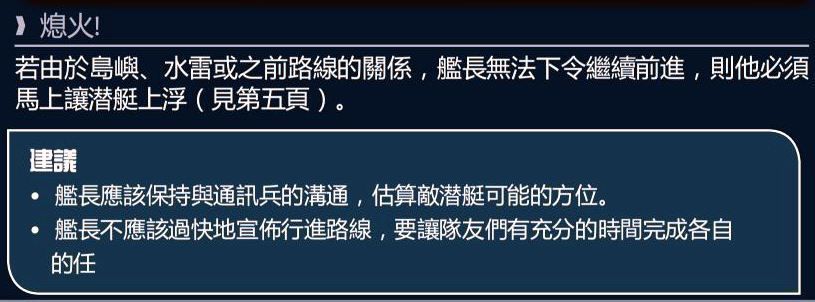 熄火!
若由於島嶼、水雷或之前路線的關係，艦長無法下令繼續前進，則他必須
馬上讓潛艇上浮（見第五頁）。
建議
• 艦長應該保持與通訊兵的溝通，估算敵潛艇可能的方位。
• 艦長不應該過快地宣佈行進路線，要讓隊友們有充分的時間完成各自
的任